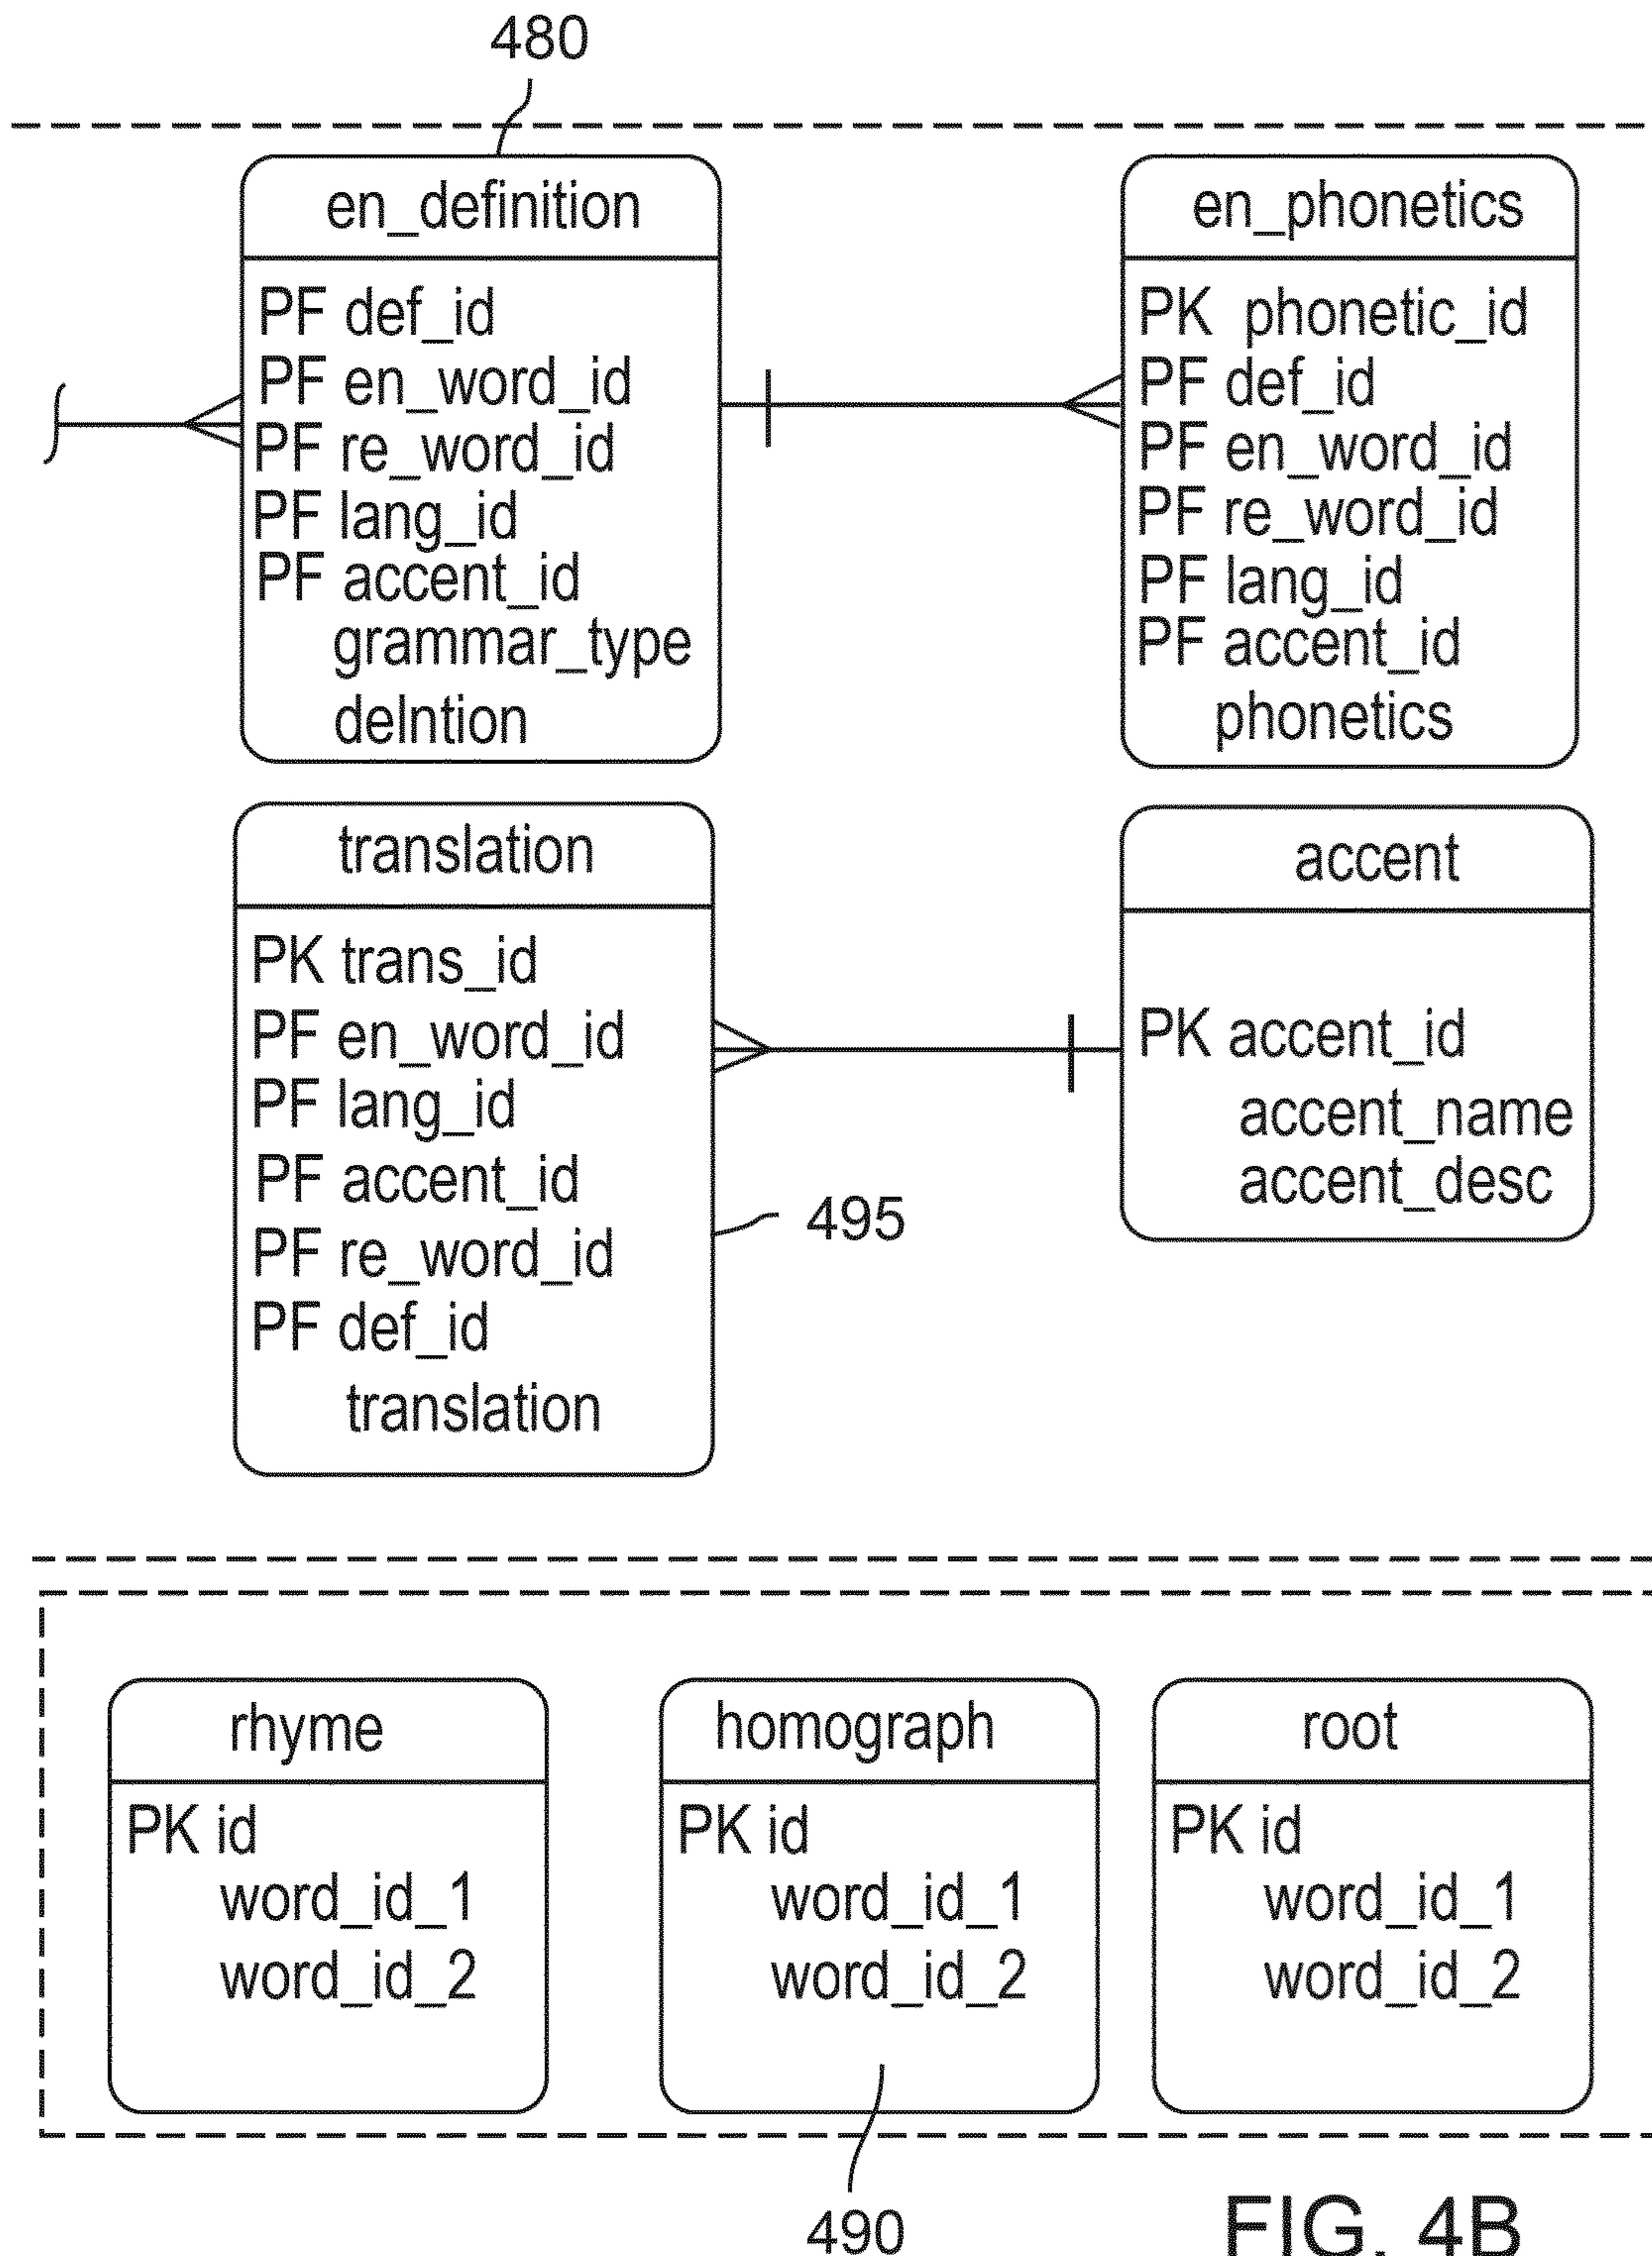 480
en_definition
PF def_id
PF en_word_id
PF re_word_id
PF lang_id
PF accent_id
grammar_type
delntion
en_phonetics
PK phonetic_id
PF def_id
PF en_word_id
PF re_word_id
PF lang_id
PF accent_id
phonetics
translation
PK trans_id
PF en_word_id
PF lang_id
PF accent_id
PF re_word_id
PF def_id
translation
495
accent
PK accent_id
accent_name
accent_desc
rhyme
PK id
word_id_1
word_id_2
homograph
PK id
word_id_1
word_id_2
root
PK id
word_id_1
word_id_2
490
FIG. 4B